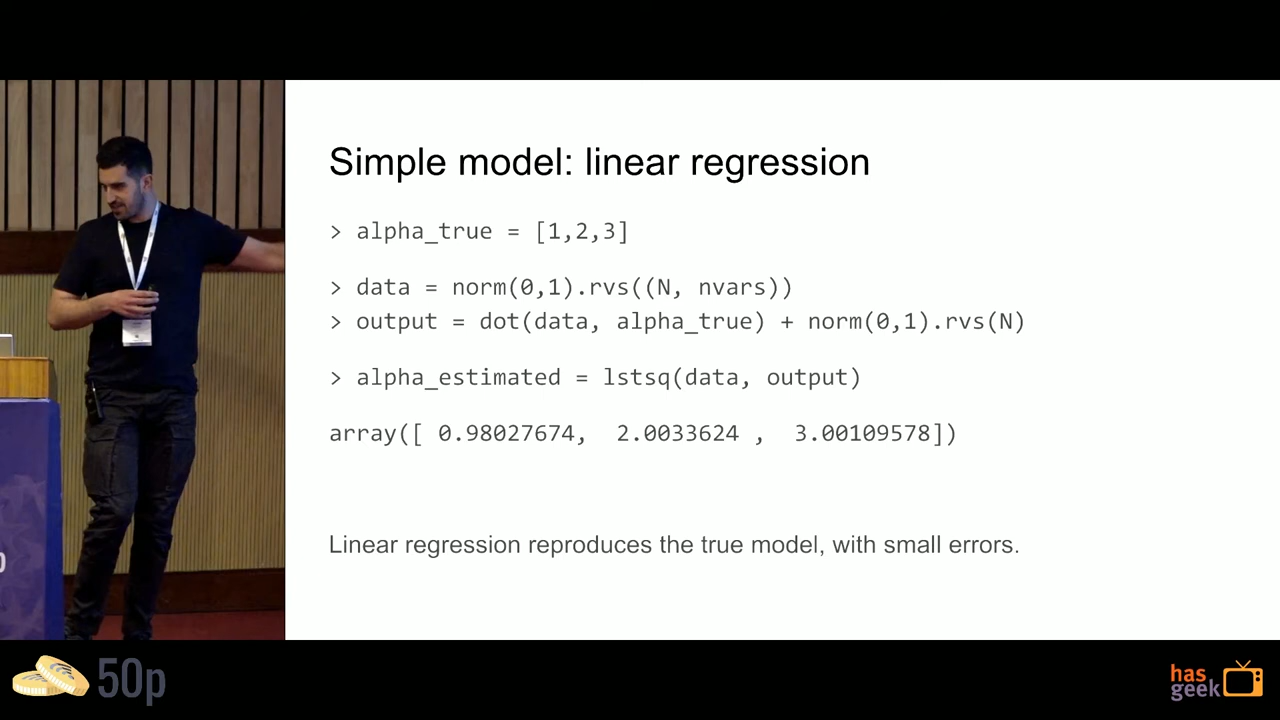 Simple model: linear regression
> alpha_true = [1,2,3]
> data = norm(0,1).rvs((N, nvars))
> output = dot(data, alpha_true) + norm(0,1).rvs(N)
> alpha_estimated = lstsq(data, output)
array([ 0.98027674,  2.0033624 ,  3.00109578])
Linear regression reproduces the true model, with small errors.
50p
has
geek